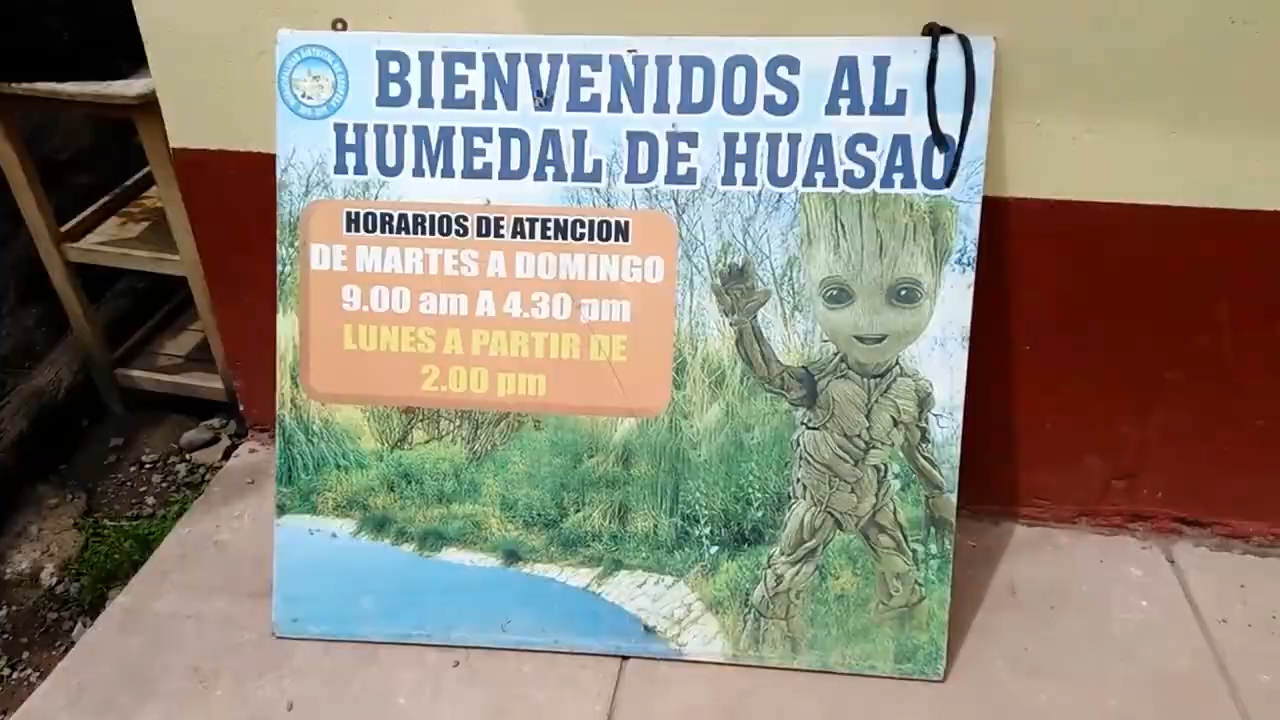 BIENVENIDOS AL
HUMEDAL DE HUASAO
HORARIOS DE ATENCION
DE MARTES A DOMINGO
9.00 am A 4.30 pm
LUNES A PARTIR DE
2.00 pm